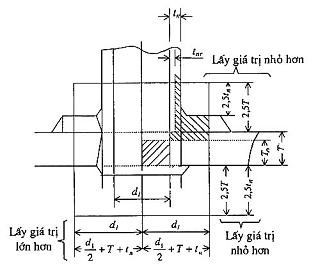 tₙ
tₙᵣ
Lấy giá trị nhỏ hơn
2,5tₙ
2,5T
Tᵣ
T
d₁
2,5T
2,5tₙ
Lấy giá trị
lớn hơn
d₁
d₁
d₁/2 + T + tₙ
d₁/2 + T + tₙ
Lấy giá trị
nhỏ hơn